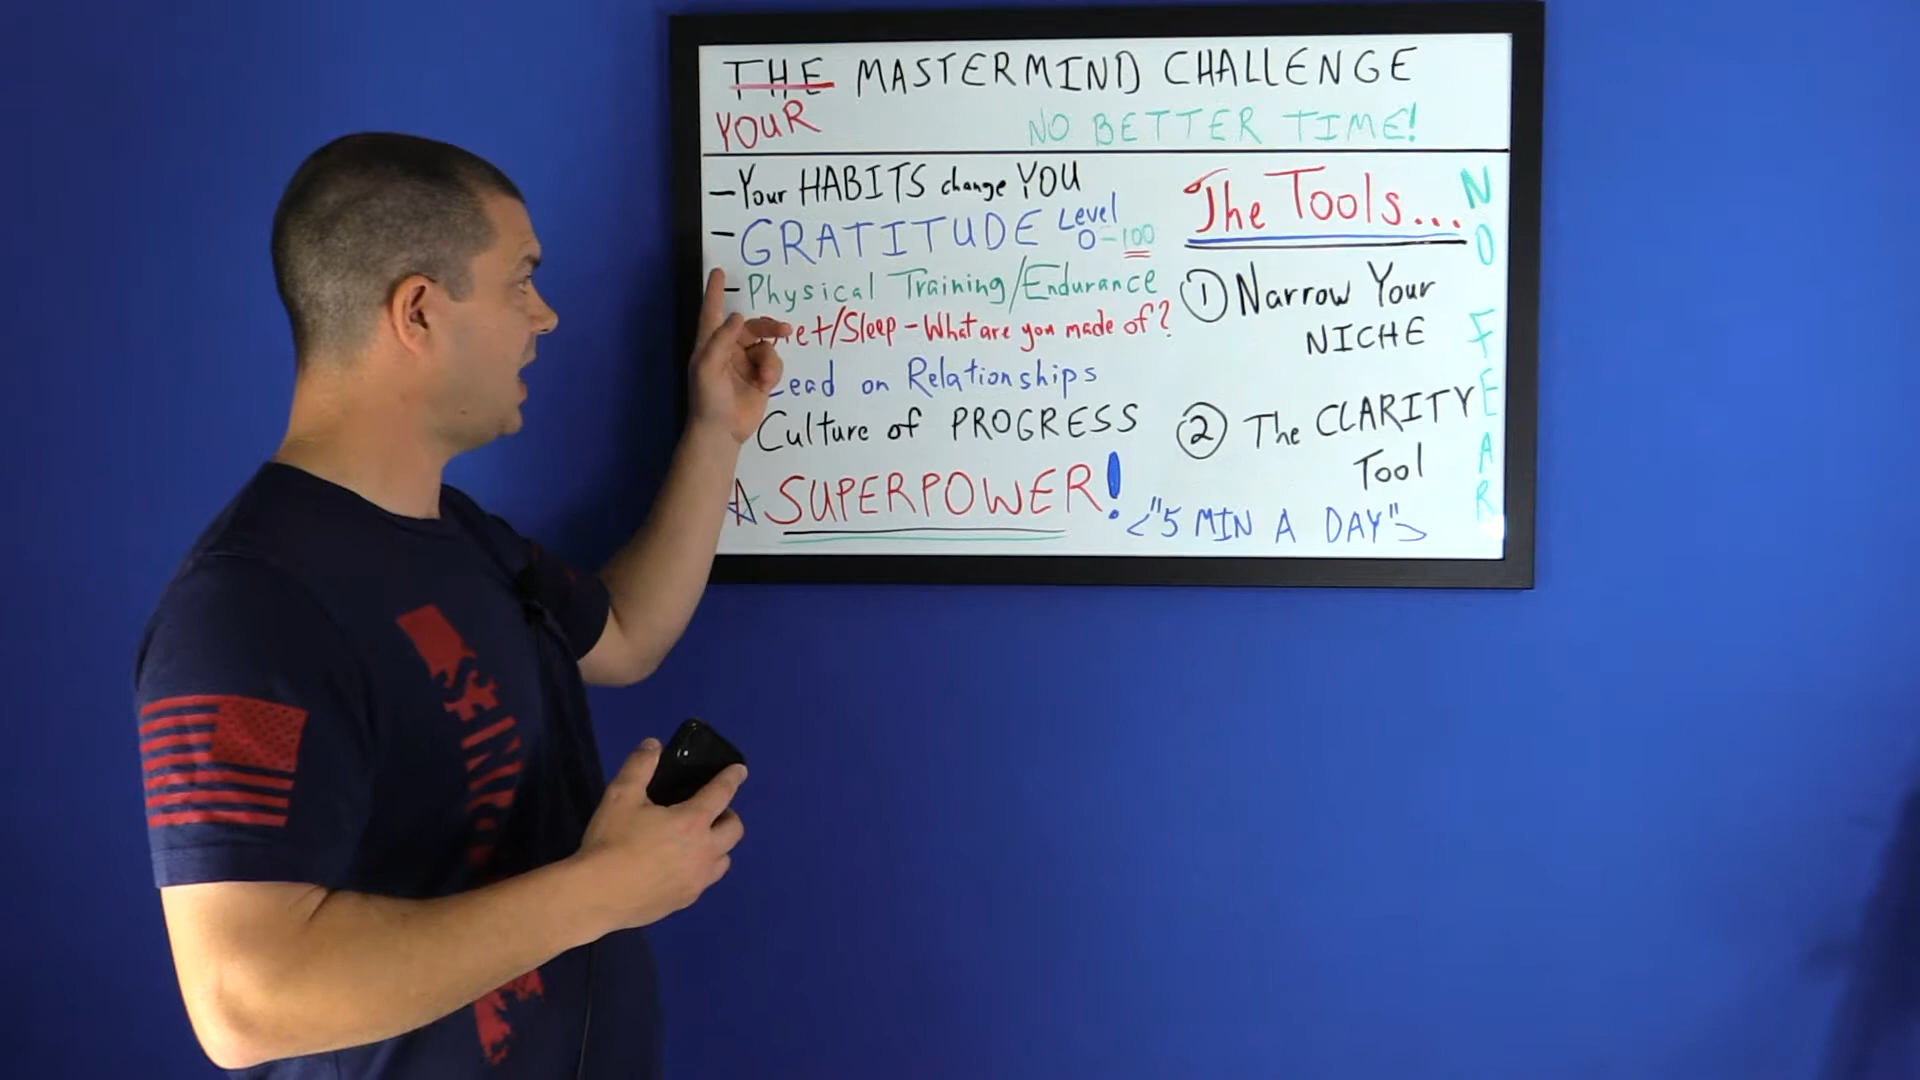 THE MASTERMIND CHALLENGE
YOUR
NO BETTER TIME!
- Your HABITS change YOU
- GRATITUDE Level 0-100
- Physical Training/Endurance
/Sleep - What are you made of?
Lead on Relationships
Culture of PROGRESS
SUPERPOWER!
The Tools...
1 Narrow Your
NICHE
2 The CLARITY
Tool
<"5 MIN A DAY">
NO FEAR